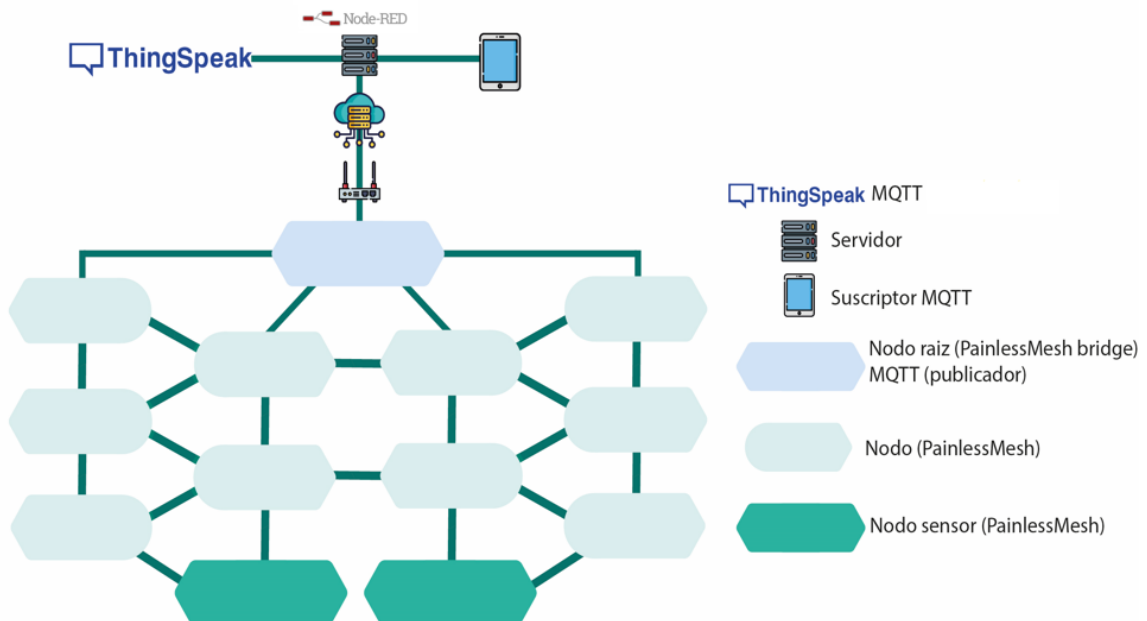 Node-RED
ThingSpeak
ThingSpeak MQTT
Servidor
Suscriptor MQTT
Nodo raiz (PainlessMesh bridge)
MQTT (publicador)
Nodo (PainlessMesh)
Nodo sensor (PainlessMesh)